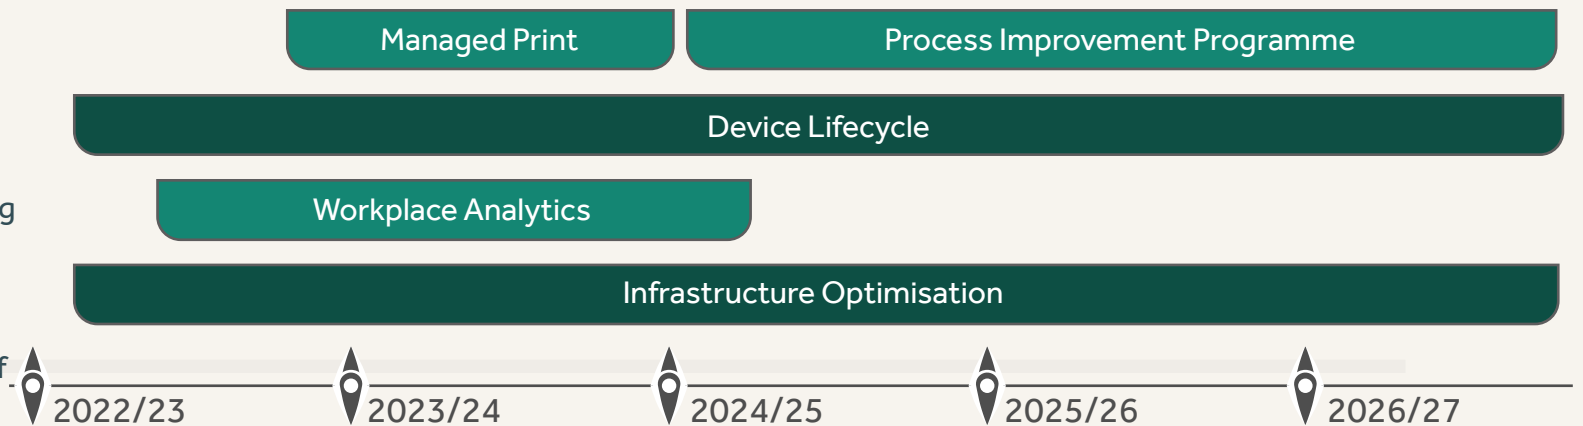 Managed Print
Process Improvement Programme
Device Lifecycle
g
Workplace Analytics
Infrastructure Optimisation
f
2022/23
2023/24
2024/25
2025/26
2026/27